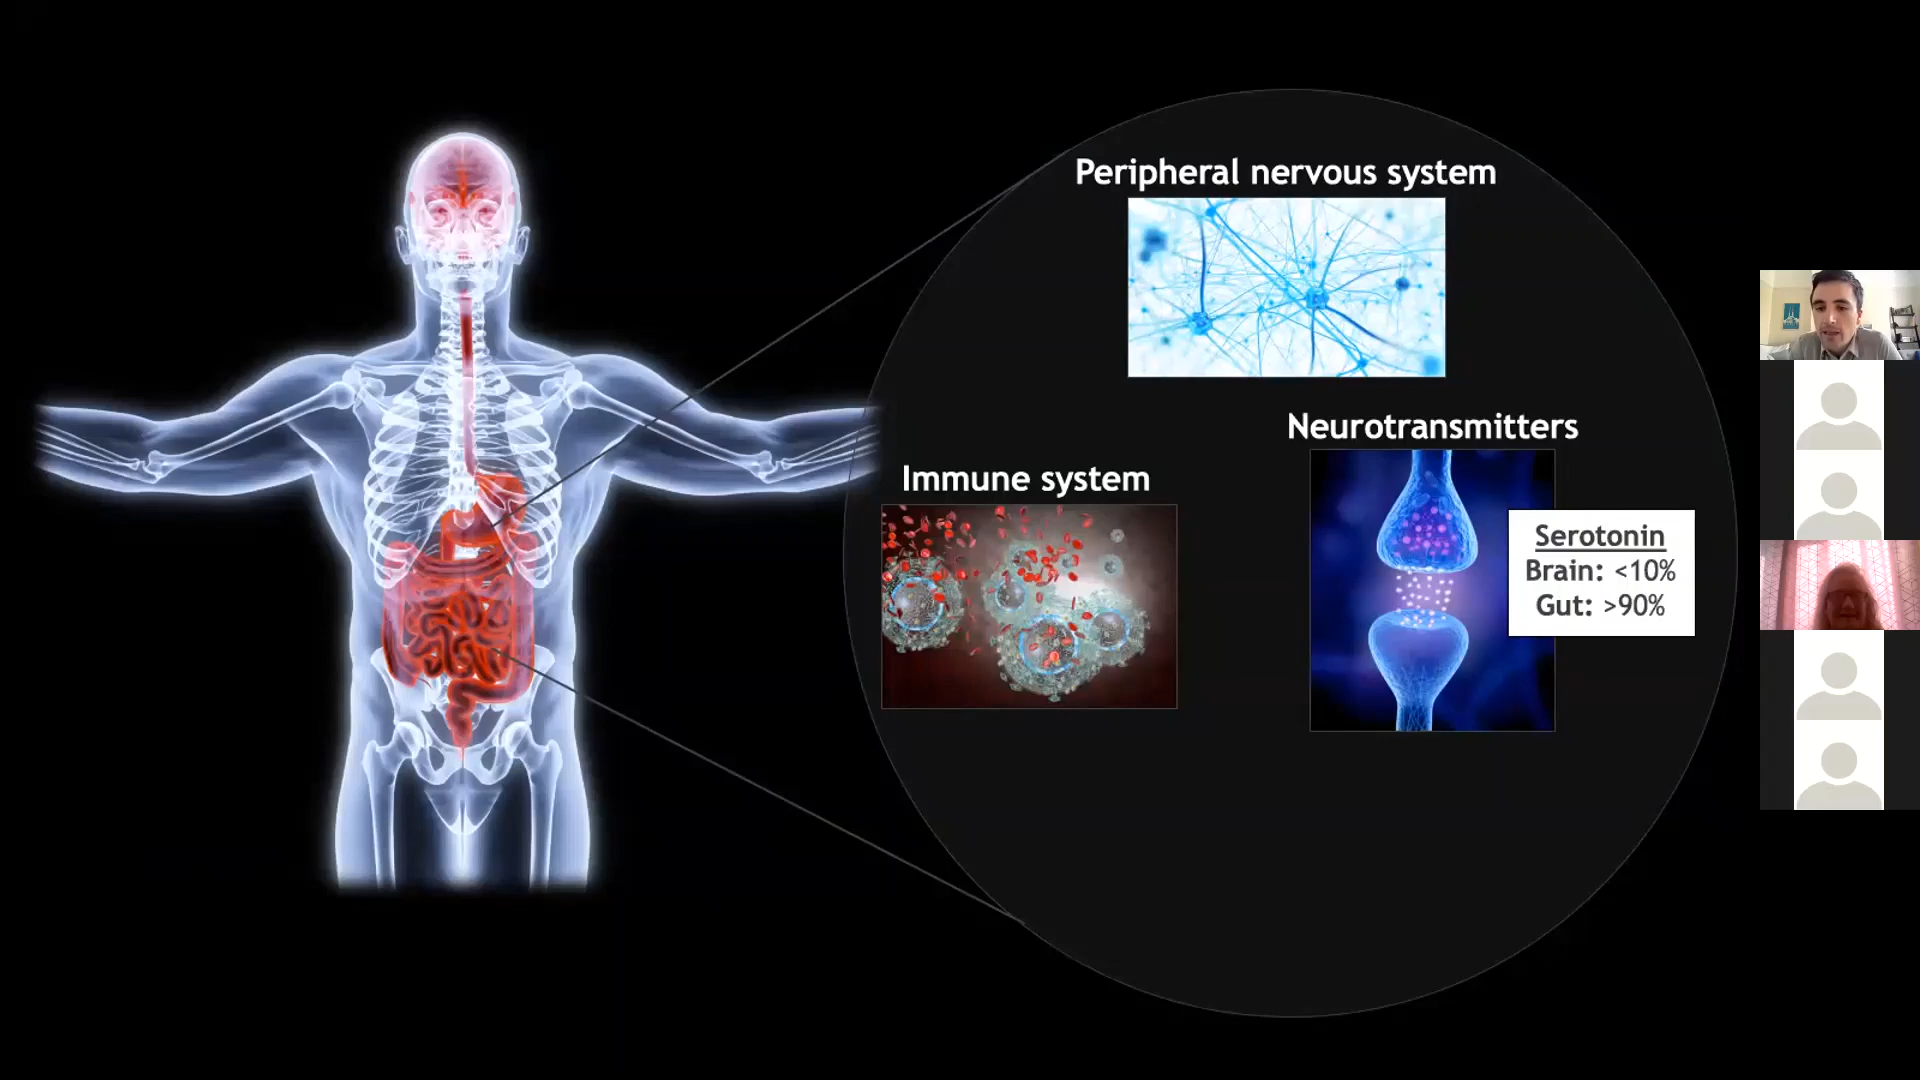 Peripheral nervous system
Neurotransmitters
Immune system
Serotonin
Brain: <10%
Gut: >90%